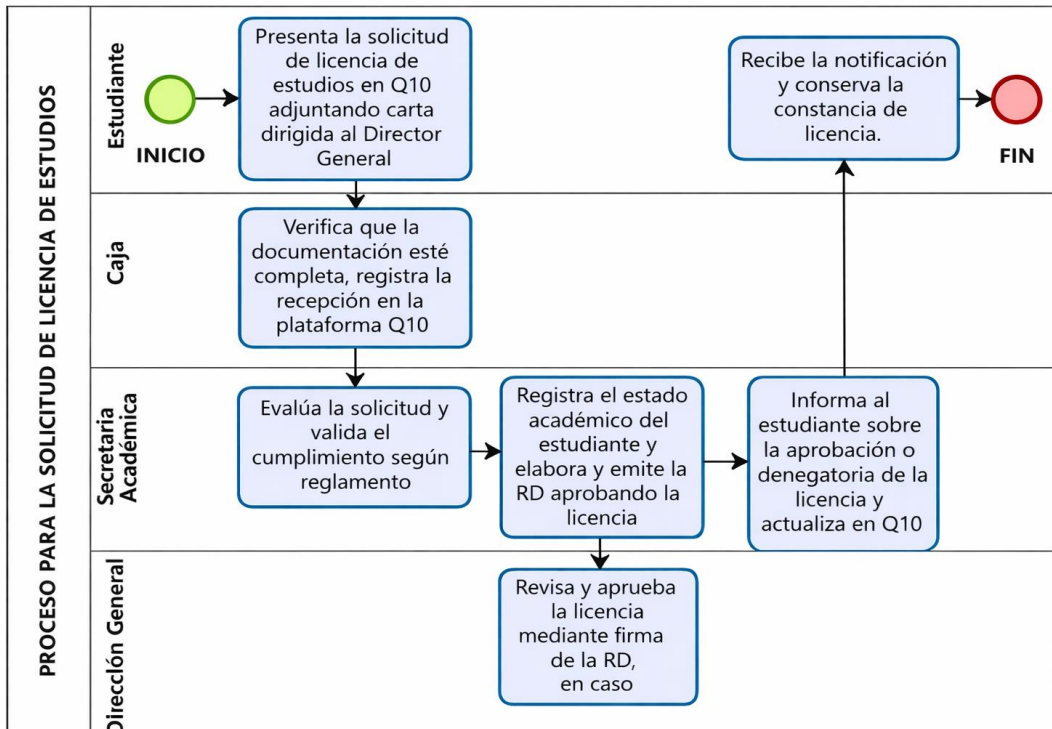 PROCESO PARA LA SOLICITUD DE LICENCIA DE ESTUDIOS
Estudiante
INICIO
Presenta la solicitud
de licencia de
estudios en Q10
adjuntando carta
dirigida al Director
General
Recibe la notificación
y conserva la
constancia de
licencia.
FIN
Caja
Verifica que la
documentación esté
completa, registra la
recepción en la
plataforma Q10
Secretaria
Académica
Evalúa la solicitud y
valida el
cumplimiento según
reglamento
Registra el estado
académico del
estudiante y
elabora y emite la
RD aprobando la
licencia
Informa al
estudiante sobre
la aprobación o
denegatoria de la
licencia y
actualiza en Q10
Dirección General
Revisa y aprueba
la licencia
mediante firma
de la RD,
en caso